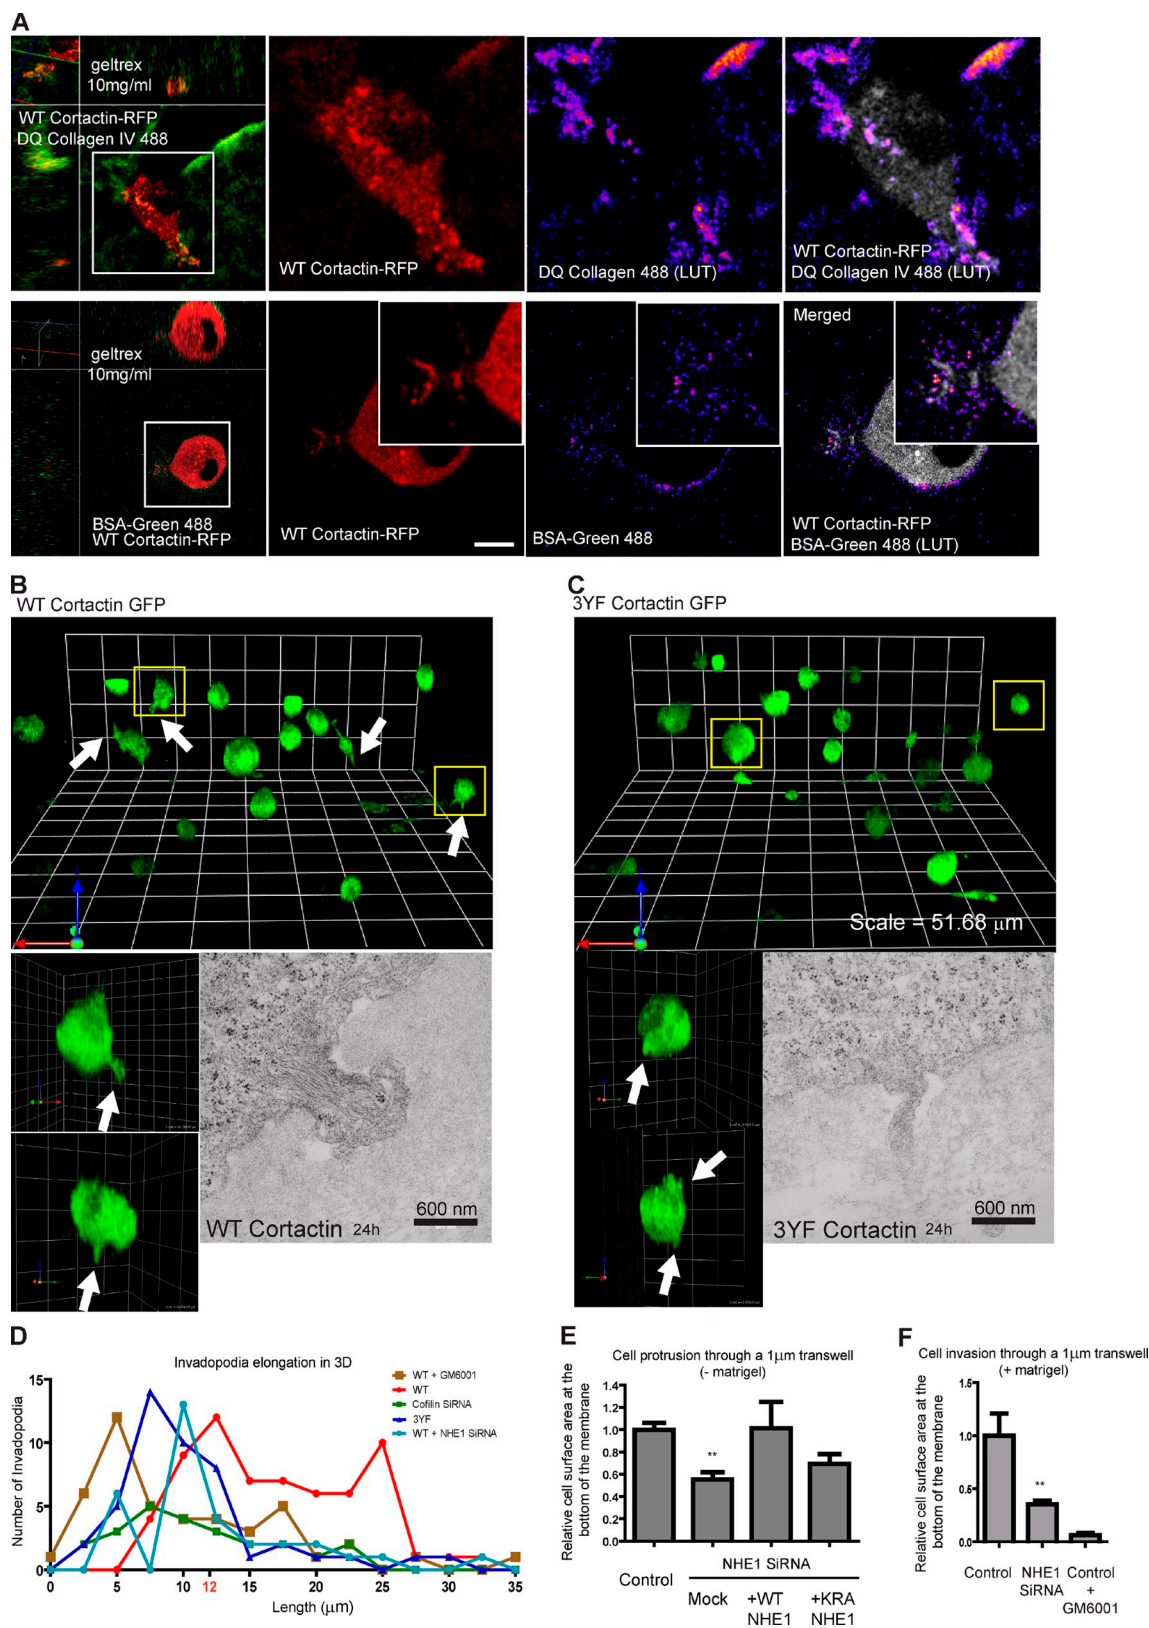 A
geltrex
10mg/ml
WT Cortactin-RFP
DQ Collagen IV 488
WT Cortactin-RFP
DQ Collagen 488 (LUT)
WT Cortactin-RFP
DQ Collagen IV 488 (LUT)
geltrex
10mg/ml
BSA-Green 488
WT Cortactin-RFP
WT Cortactin-RFP
BSA-Green 488
Merged
WT Cortactin-RFP
BSA-Green 488 (LUT)
B
WT Cortactin GFP
C
3YF Cortactin GFP
Scale = 51.68 μm
WT Cortactin 24h
600 nm
3YF Cortactin 24h
600 nm
D
Invadopodia elongation in 3D
Number of Invadopodia
15
10
5
0
0 5 10 12 15 20 25 30 35
Length (μm)
WT + GM6001
WT
Cofilin SiRNA
3YF
WT + NHE1 SiRNA
E
Cell protrusion through a 1μm transwell
(- matrigel)
Relative cell surface area at the
bottom of the membrane
1.4
1.2
1.0
0.8
0.6
0.4
0.2
0.0
**
Control
NHE1 SiRNA
Mock
+WT
NHE1
+KRA
NHE1
F
Cell invasion through a 1μm transwell
(+ matrigel)
Relative cell surface area at the
bottom of the membrane
1.5
1.0
0.5
0.0
**
Control
NHE1
SiRNA
Control
+
GM6001